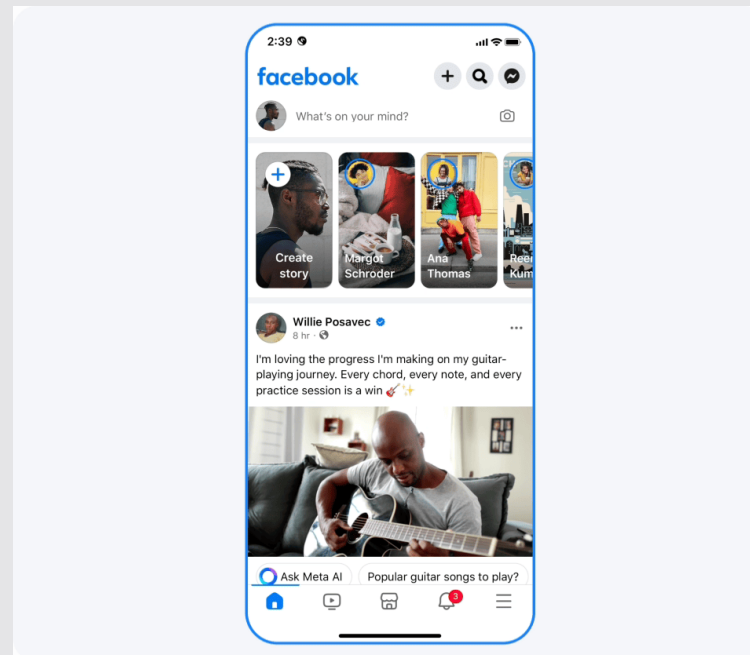 2:39
facebook
What's on your mind?
Create
story
Margot
Schroder
Ana
Thomas
Willie Posavec
8 hr ·
I'm loving the progress I'm making on my guitar-
playing journey. Every chord, every note, and every
practice session is a win 🎸✨
Ask Meta AI
Popular guitar songs to play?
3